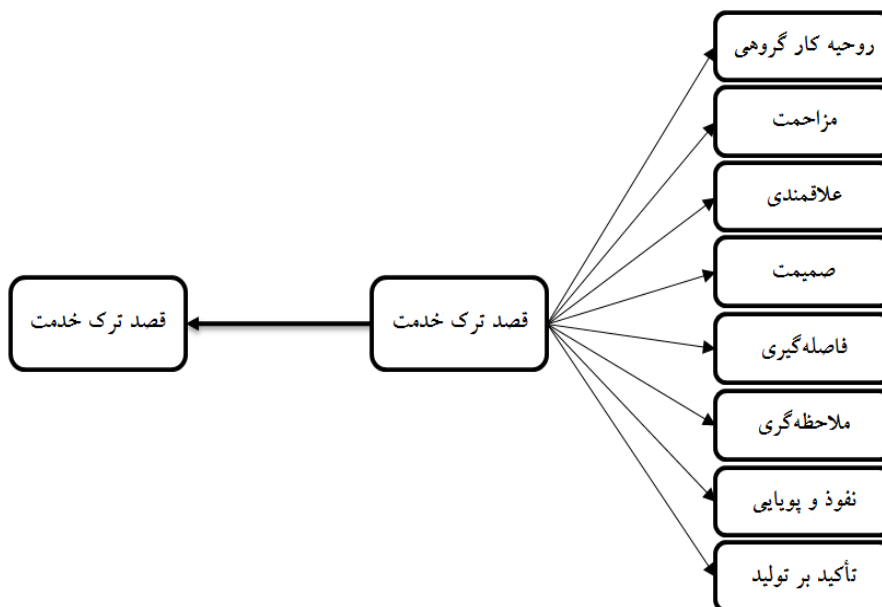 روحیه کار گروهی
مزاحمت
علاقمندی
صمیمت
فاصله‌گیری
ملاحظه‌گری
نفوذ و پویایی
تأکید بر تولید
قصد ترک خدمت
قصد ترک خدمت